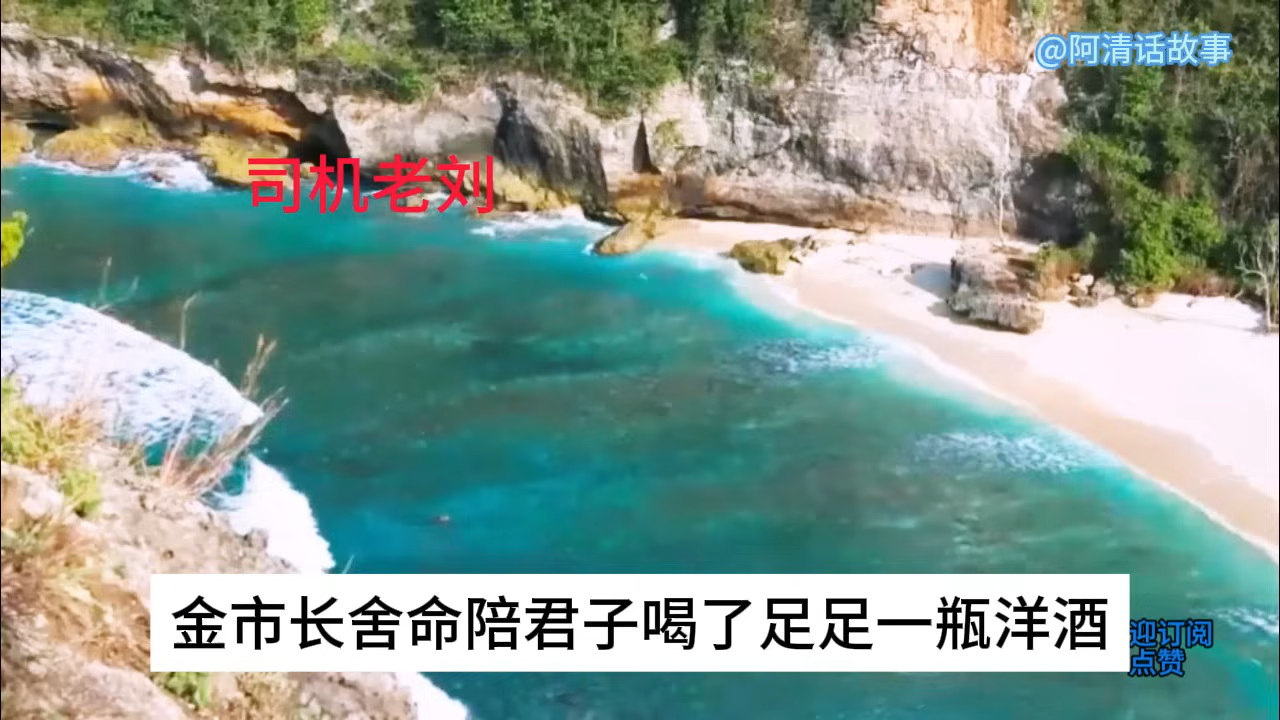 @阿清话故事
司机老刘
金市长舍命陪君子喝了足足一瓶洋酒
迎订阅
点赞